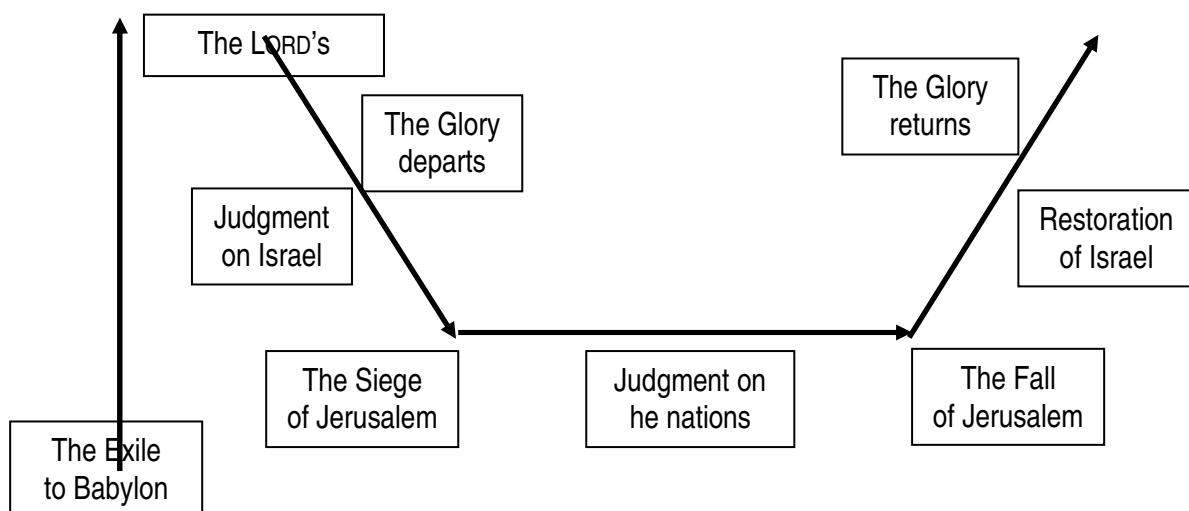 The LORD's
The Glory
departs
The Glory
returns
Judgment
on Israel
Restoration
of Israel
The Siege
of Jerusalem
Judgment on
he nations
The Fall
of Jerusalem
The Exile
to Babylon